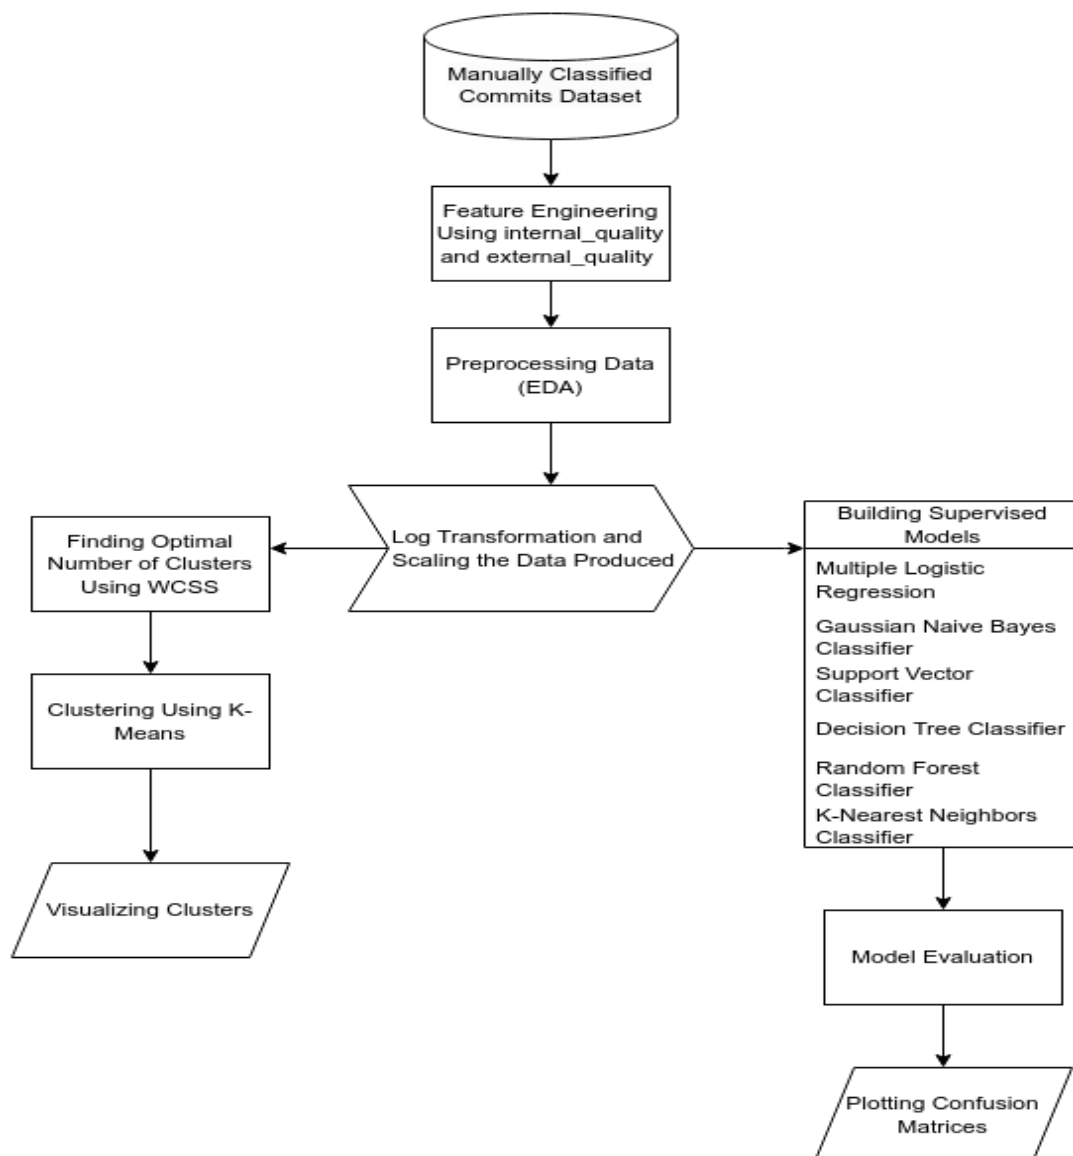 Manually Classified
Commits Dataset
Feature Engineering
Using internal_quality
and external_quality
Preprocessing Data
(EDA)
Log Transformation and
Scaling the Data Produced
Finding Optimal
Number of Clusters
Using WCSS
Clustering Using K-
Means
Visualizing Clusters
Building Supervised
Models
Multiple Logistic
Regression
Gaussian Naive Bayes
Classifier
Support Vector
Classifier
Decision Tree Classifier
Random Forest
Classifier
K-Nearest Neighbors
Classifier
Model Evaluation
Plotting Confusion
Matrices